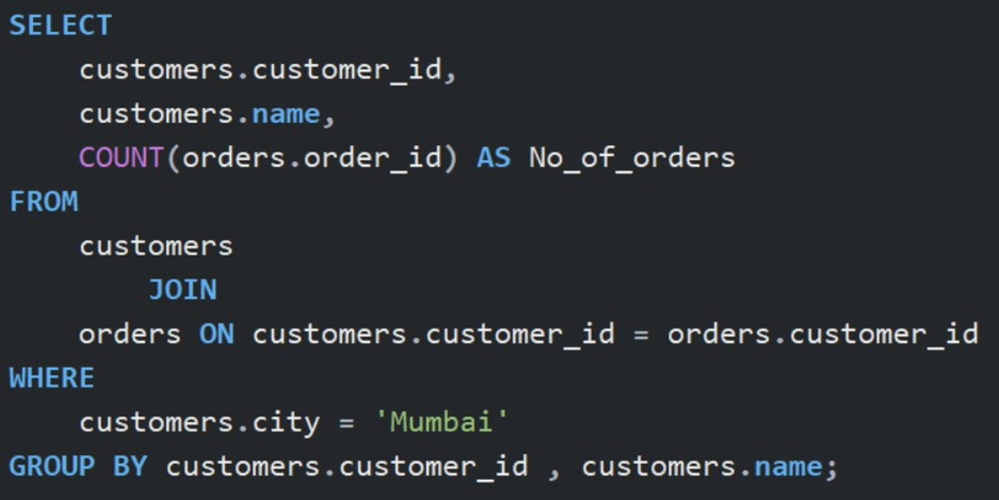 SELECT
    customers.customer_id,
    customers.name,
    COUNT(orders.order_id) AS No_of_orders
FROM
    customers
        JOIN
    orders ON customers.customer_id = orders.customer_id
WHERE
    customers.city = 'Mumbai'
GROUP BY customers.customer_id , customers.name;